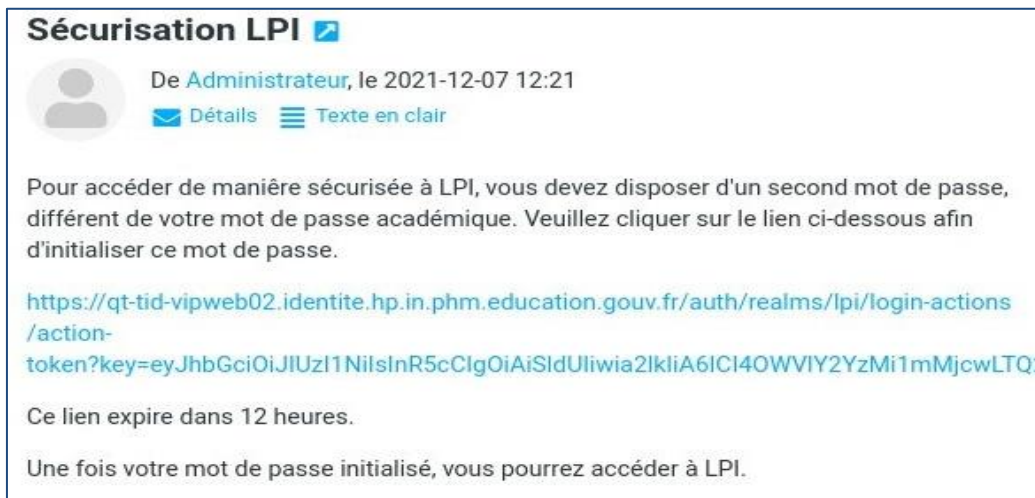 Sécurisation LPI
De Administrateur, le 2021-12-07 12:21
Détails Texte en clair
Pour accéder de manière sécurisée à LPI, vous devez disposer d'un second mot de passe,
différent de votre mot de passe académique. Veuillez cliquer sur le lien ci-dessous afin
d'initialiser ce mot de passe.
https://qt-tid-vipweb02.identite.hp.in.phm.education.gouv.fr/auth/realms/lpi/login-actions
/action-
token?key=eyJhbGciOiJIUzI1NiIsInR5cCIgOiAiSldUIiwia2lkIiA6ICI4OWVlY2YzMi1mMjcwLTQ
Ce lien expire dans 12 heures.
Une fois votre mot de passe initialisé, vous pourrez accéder à LPI.